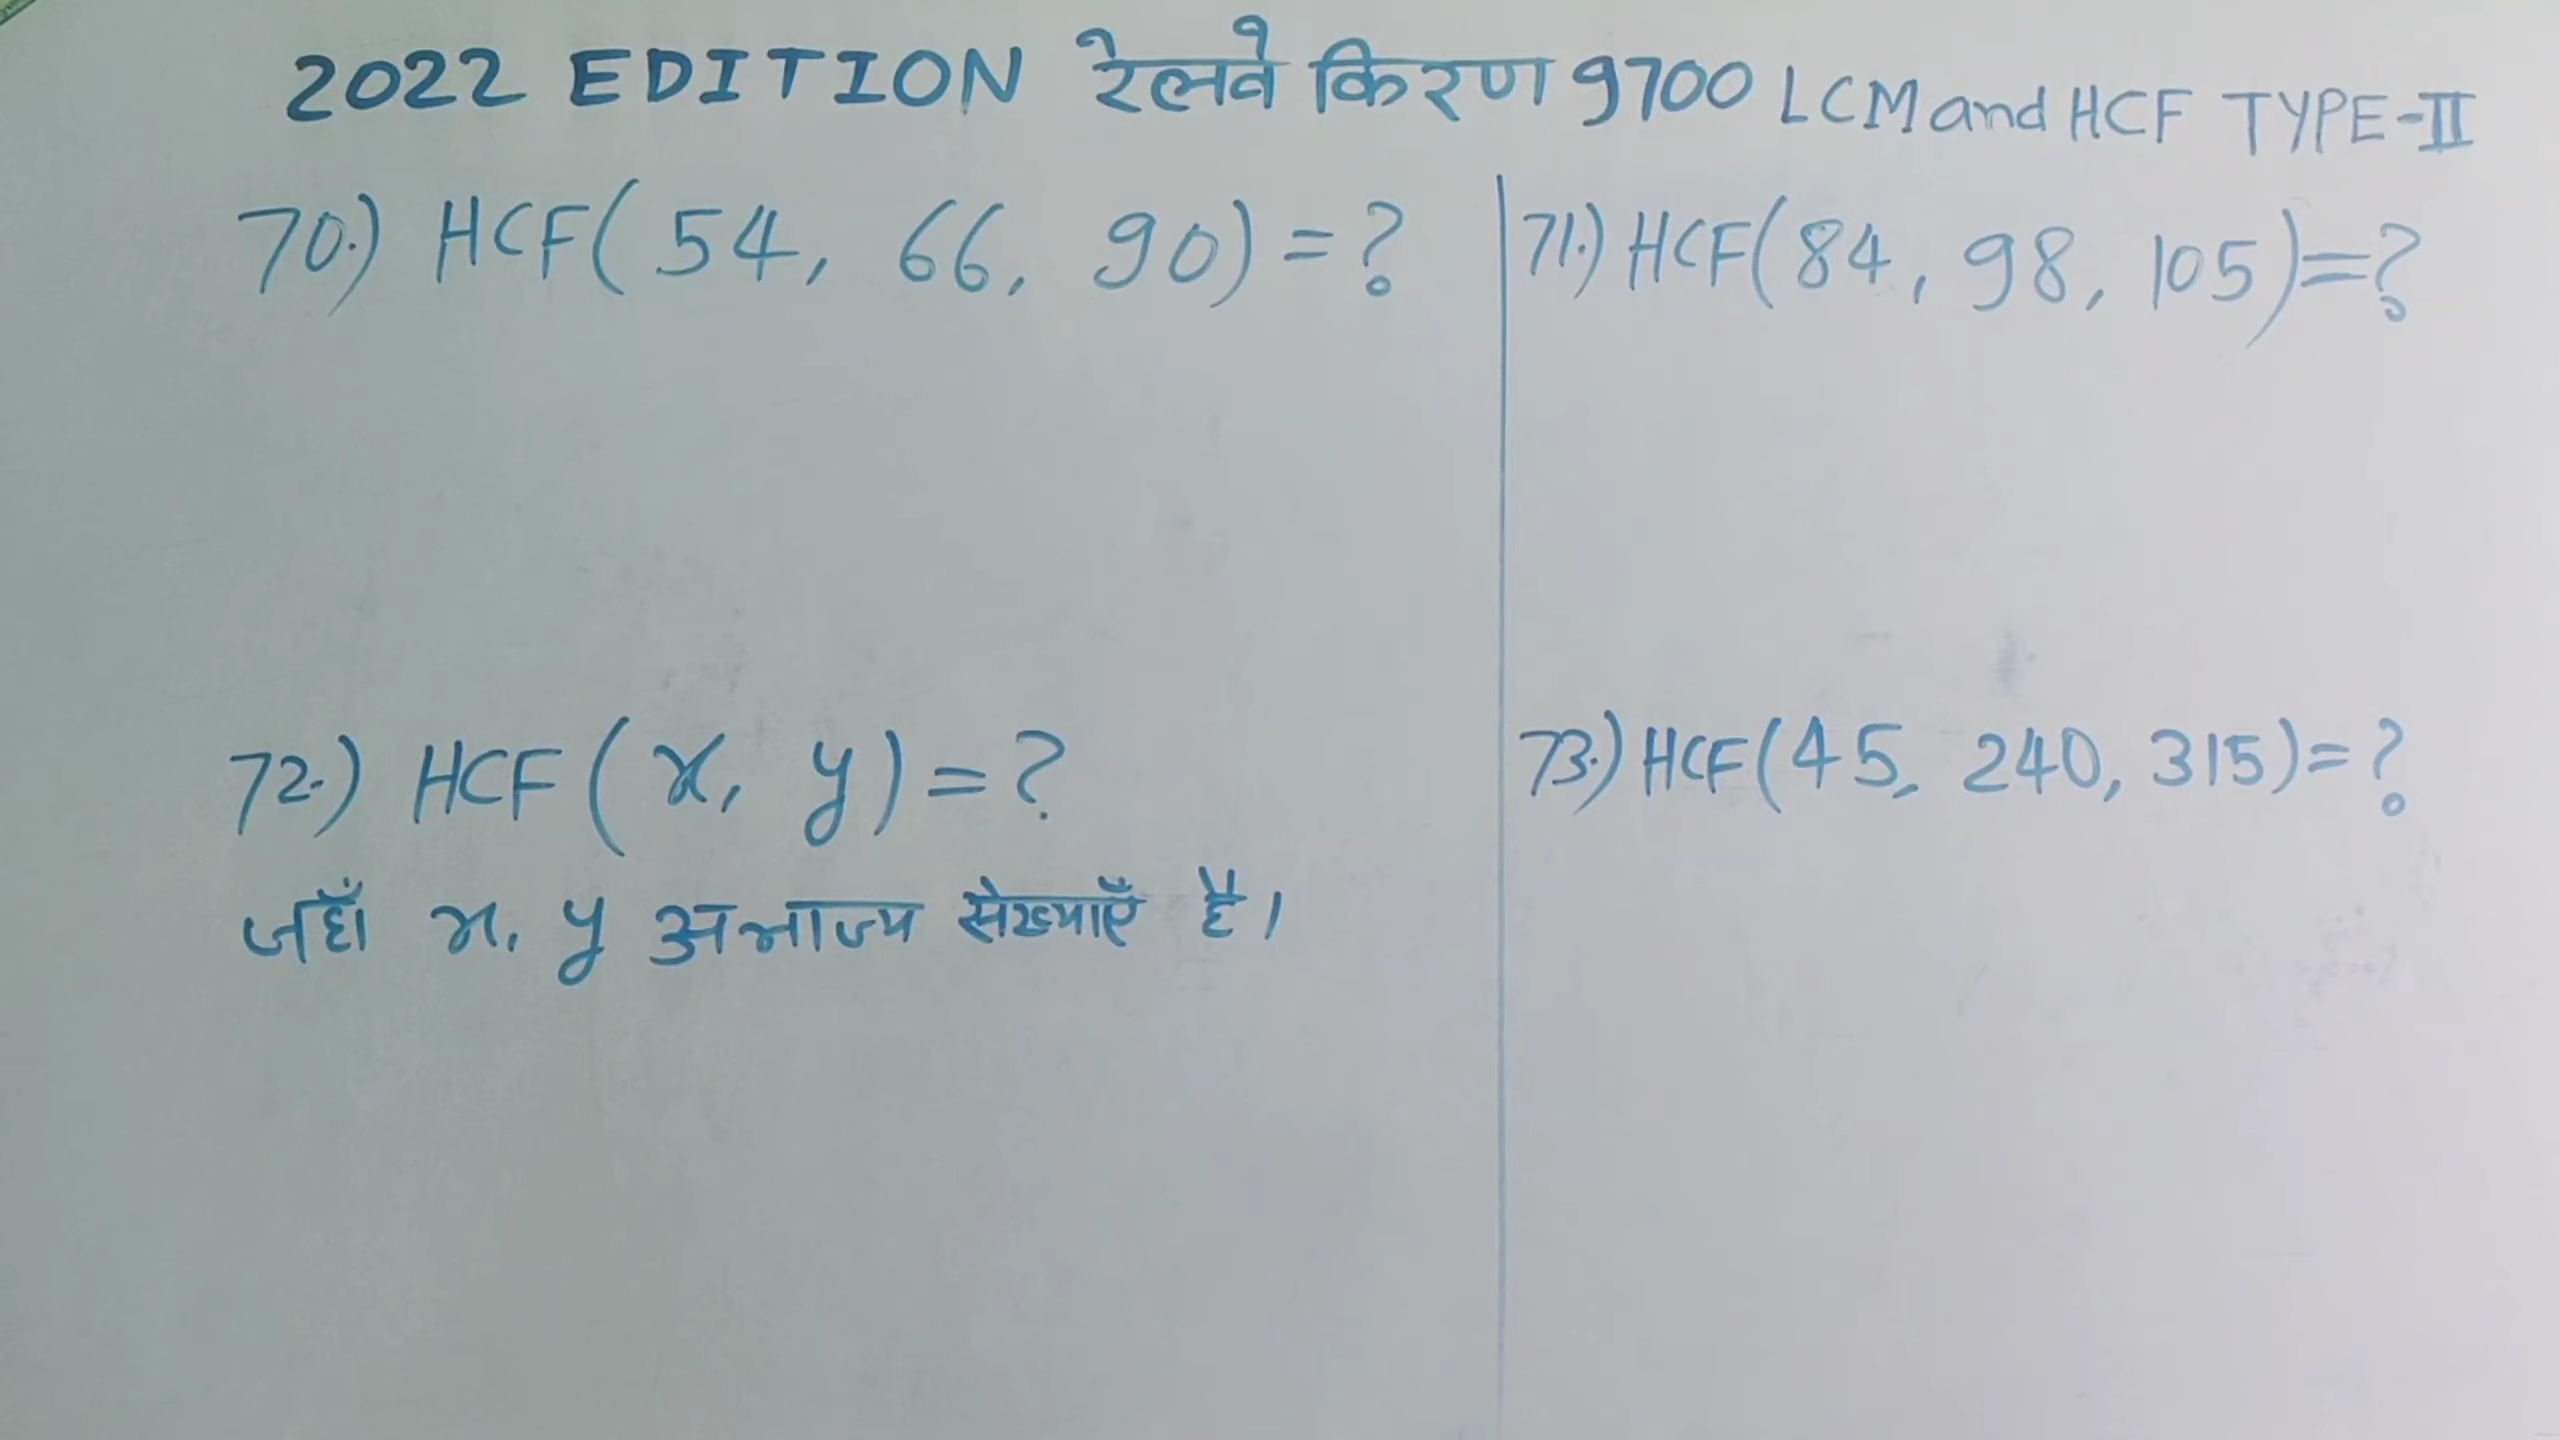 2022 EDITION रेलवे किरण 9700 LCM and HCF TYPE-II
70.) HCF( 54, 66, 90) = ?
71.) HCF(84, 98, 105)=?
72.) HCF ( x, y) = ?
जहाँ x, y अभाज्य संख्याएँ हैं।
73.) HCF(45, 240, 315)= ?